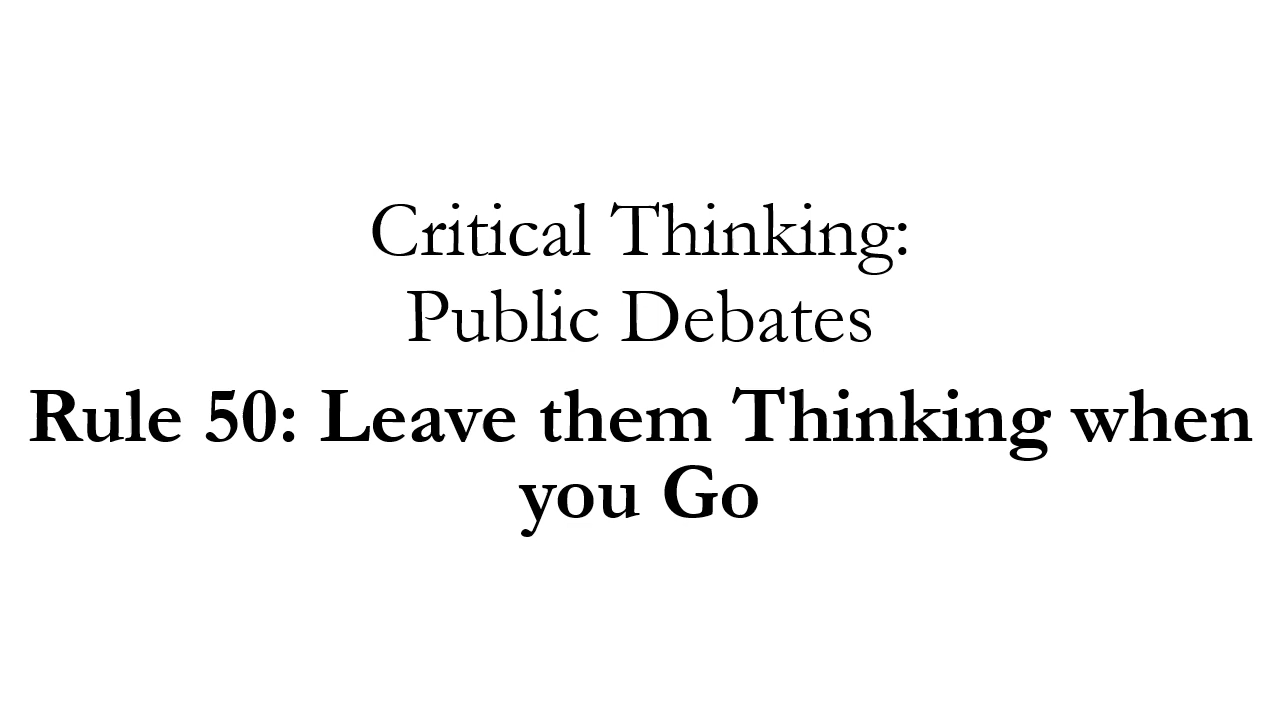 Critical Thinking:
Public Debates
Rule 50: Leave them Thinking when
you Go